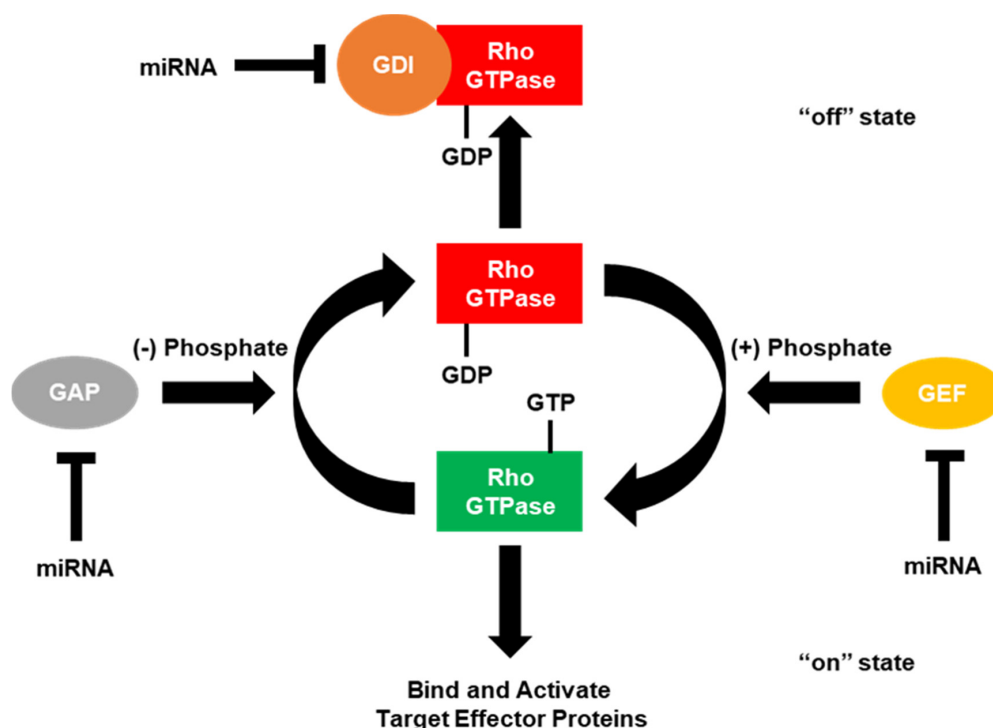 miRNA
GDI
Rho
GTPase
GDP
“off” state
Rho
GTPase
GDP
(-) Phosphate
(+) Phosphate
GAP
GEF
GTP
Rho
GTPase
miRNA
miRNA
“on” state
Bind and Activate
Target Effector Proteins